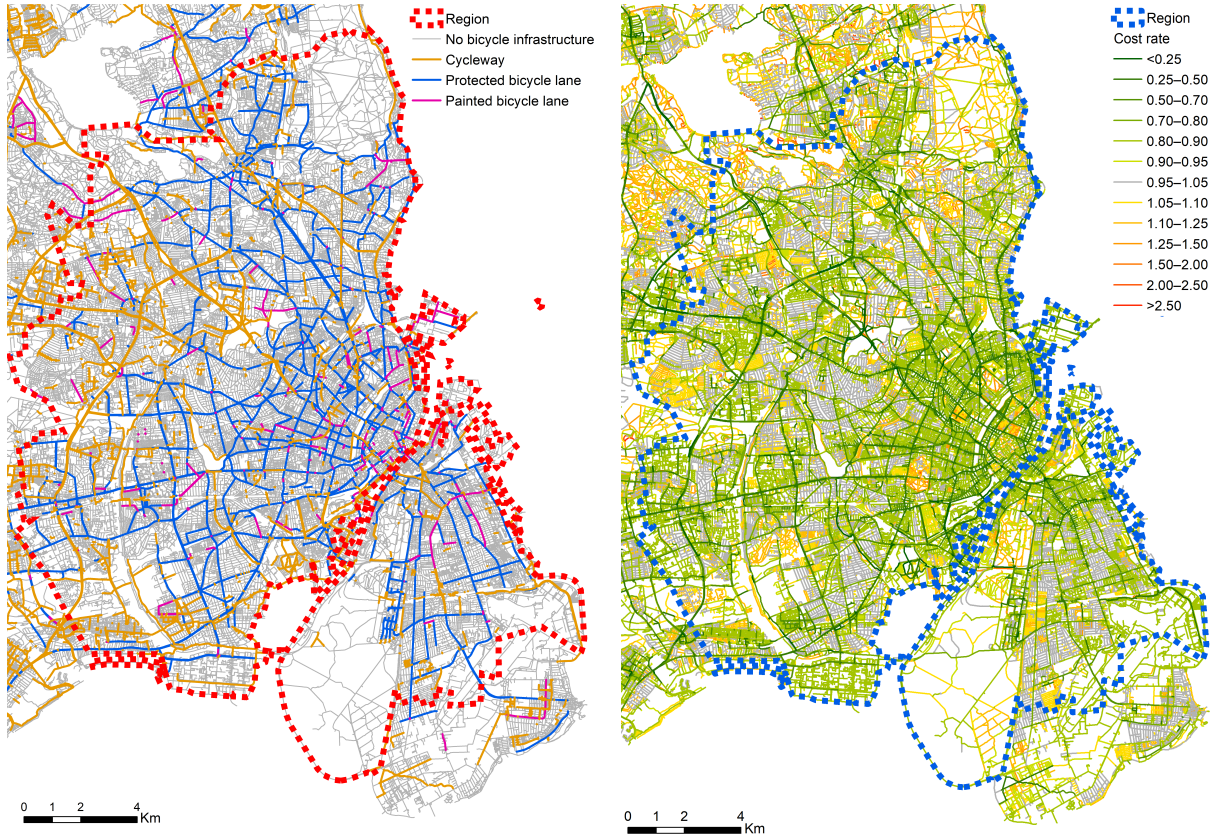 Region
No bicycle infrastructure
Cycleway
Protected bicycle lane
Painted bicycle lane
0 1 2 4
Km
Region
Cost rate
<0.25
0.25–0.50
0.50–0.70
0.70–0.80
0.80–0.90
0.90–0.95
0.95–1.05
1.05–1.10
1.10–1.25
1.25–1.50
1.50–2.00
2.00–2.50
>2.50
0 1 2 4
Km